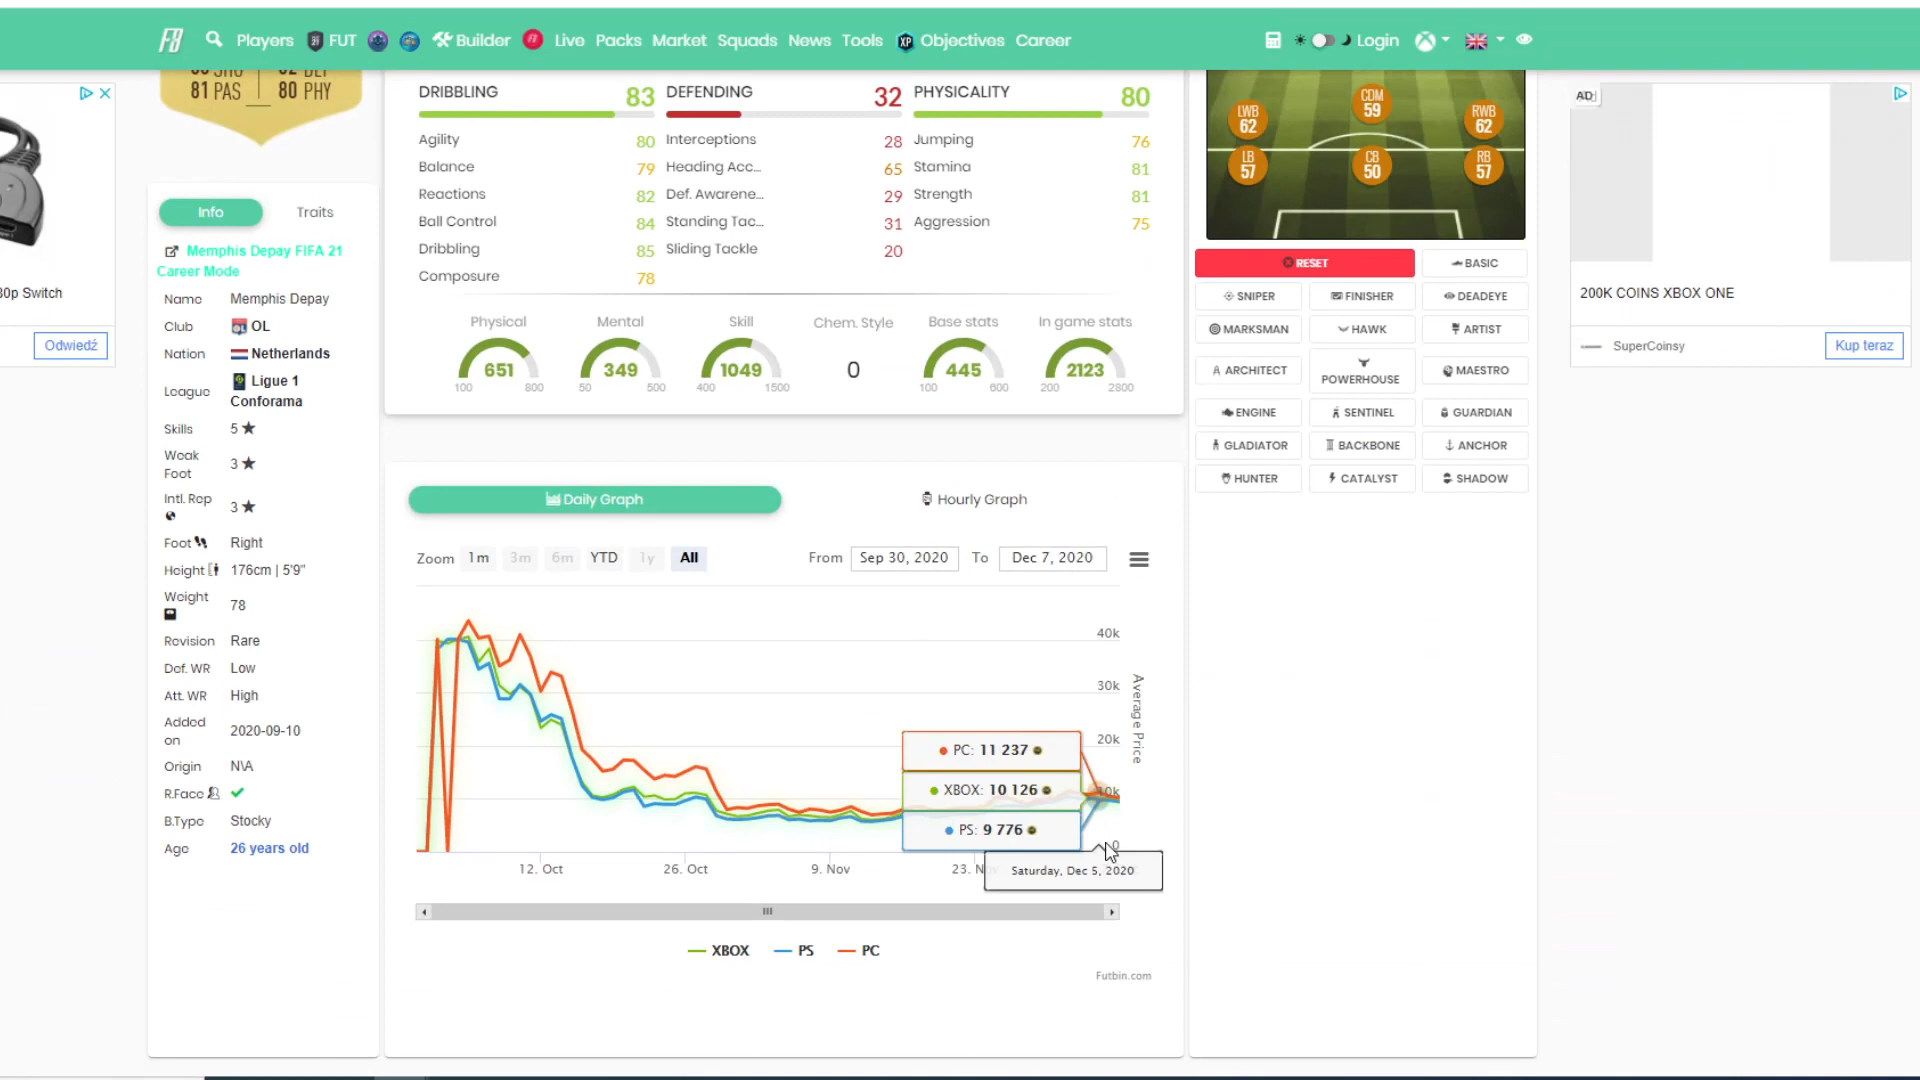 Players FUT Builder Live Packs Market Squads News Tools XP Objectives Career Login
81 PAS 80 PHY
DRIBBLING 83 DEFENDING 32 PHYSICALITY 80
Agility 80 Interceptions 28 Jumping 76
Balance 79 Heading Acc... 65 Stamina 81
Reactions 82 Def. Awarene... 29 Strength 81
Ball Control 84 Standing Tac... 31 Aggression 75
Dribbling 85 Sliding Tackle 20
Composure 78
Physical Mental Skill Chem. Style Base stats In game stats
651 349 1049 0 445 2123
100 800 50 500 400 1500 100 600 200 2800
Info Traits
Memphis Depay FIFA 21
Career Mode
Name Memphis Depay
Club OL
Nation Netherlands
League Ligue 1
Conforama
Skills 5
Weak
Foot 3
Intl. Rep 3
Foot Right
Height 176cm | 5'9"
Weight 78
Revision Rare
Def. WR Low
Att. WR High
Added
on 2020-09-10
Origin N\A
R.Face
B.Type Stocky
Age 26 years old
Daily Graph Hourly Graph
Zoom 1m 3m 6m YTD 1y All From Sep 30, 2020 To Dec 7, 2020
40k
30k
20k
10k
0
Average Price
PC: 11 237
XBOX: 10 126
PS: 9 776
Saturday, Dec 5, 2020
12. Oct 26. Oct 9. Nov 23. N
XBOX PS PC
Futbin.com
LWB
62
CDM
59
RWB
62
LB
57
CB
50
RB
57
RESET BASIC
SNIPER FINISHER DEADEYE
MARKSMAN HAWK ARTIST
ARCHITECT POWERHOUSE MAESTRO
ENGINE SENTINEL GUARDIAN
GLADIATOR BACKBONE ANCHOR
HUNTER CATALYST SHADOW
0p Switch
Odwiedź
AD
200K COINS XBOX ONE
SuperCoinsy Kup teraz